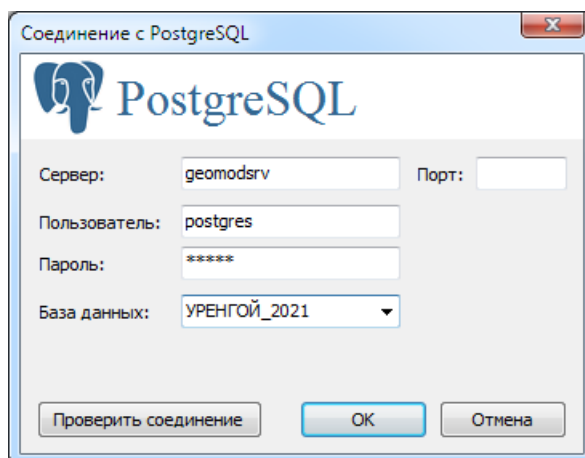 Соединение с PostgreSQL
PostgreSQL
Сервер: geomodsrv Порт:
Пользователь: postgres
Пароль: *****
База данных: УРЕНГОЙ_2021
Проверить соединение OK Отмена